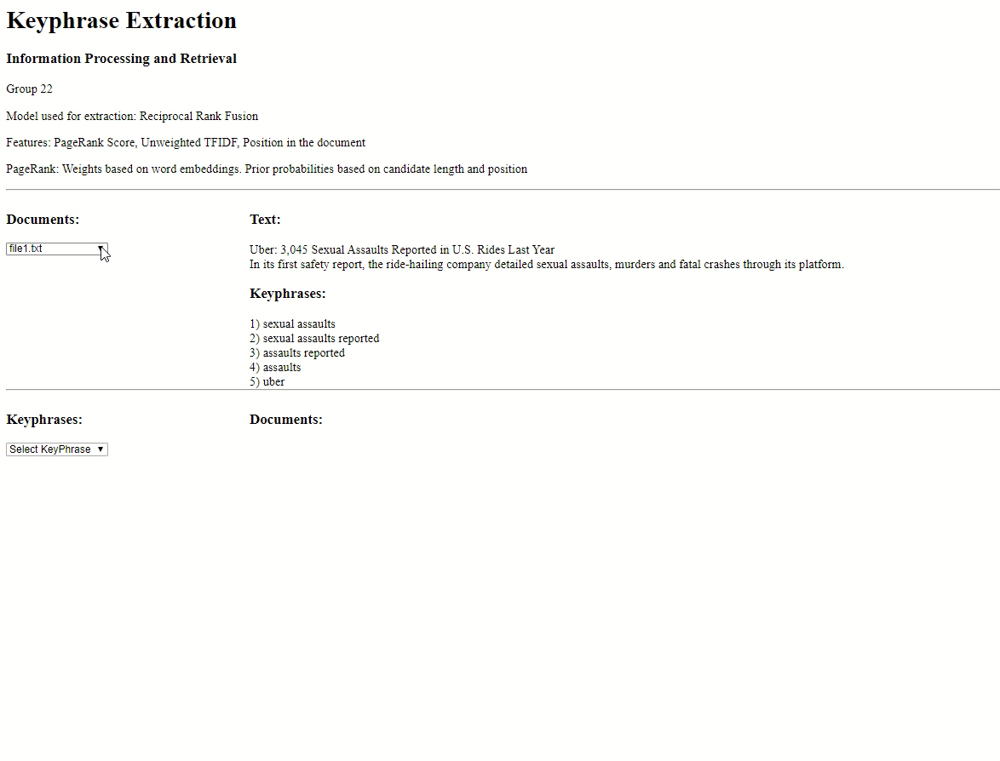 Keyphrase Extraction
Information Processing and Retrieval
Group 22
Model used for extraction: Reciprocal Rank Fusion
Features: PageRank Score, Unweighted TFIDF, Position in the document
PageRank: Weights based on word embeddings. Prior probabilities based on candidate length and position
Documents:
file1.txt
Text:
Uber: 3,045 Sexual Assaults Reported in U.S. Rides Last Year
In its first safety report, the ride-hailing company detailed sexual assaults, murders and fatal crashes through its platform.
Keyphrases:
1) sexual assaults
2) sexual assaults reported
3) assaults reported
4) assaults
5) uber
Keyphrases:
Select KeyPhrase
Documents: